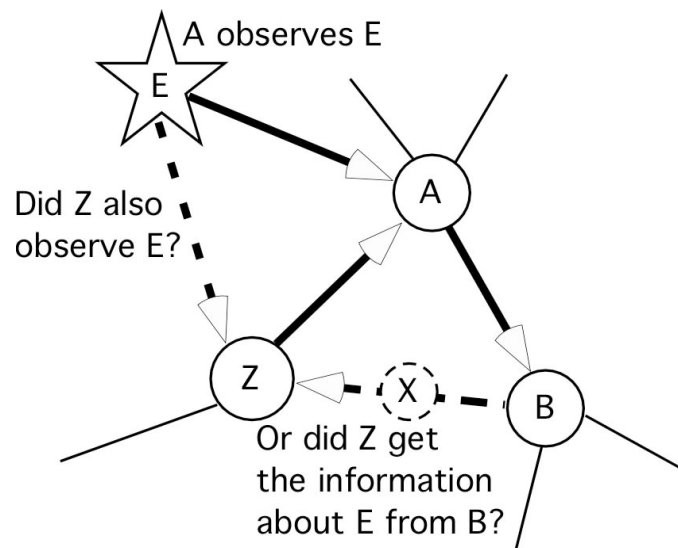 A observes E
E
A
Did Z also
observe E?
Z
X
B
Or did Z get
the information
about E from B?